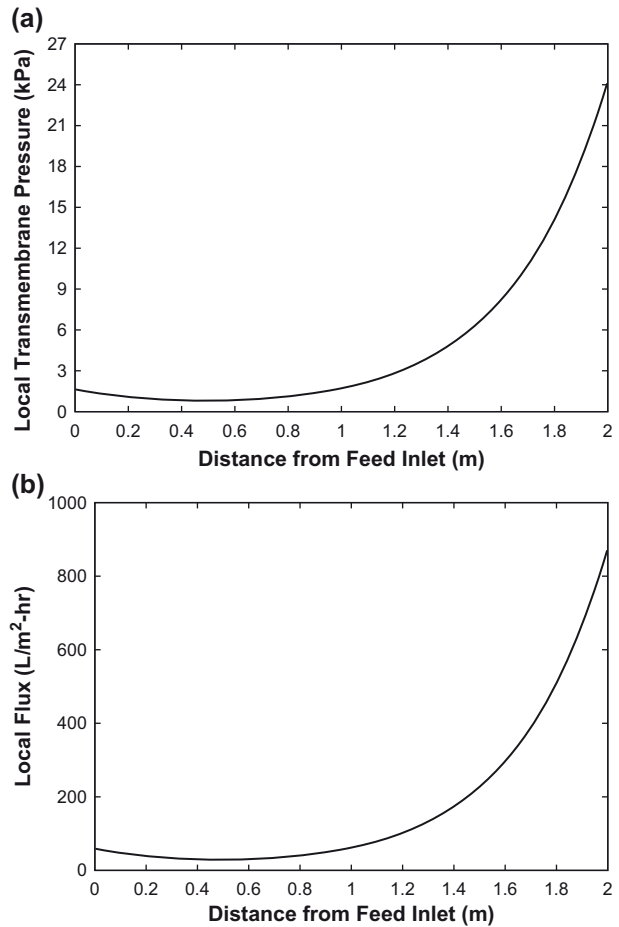 (a)
27
24
21
18
15
12
9
6
3
0
Local Transmembrane Pressure (kPa)
0 0.2 0.4 0.6 0.8 1 1.2 1.4 1.6 1.8 2
Distance from Feed Inlet (m)
(b)
1000
800
600
400
200
0
Local Flux (L/m²-hr)
0 0.2 0.4 0.6 0.8 1 1.2 1.4 1.6 1.8 2
Distance from Feed Inlet (m)